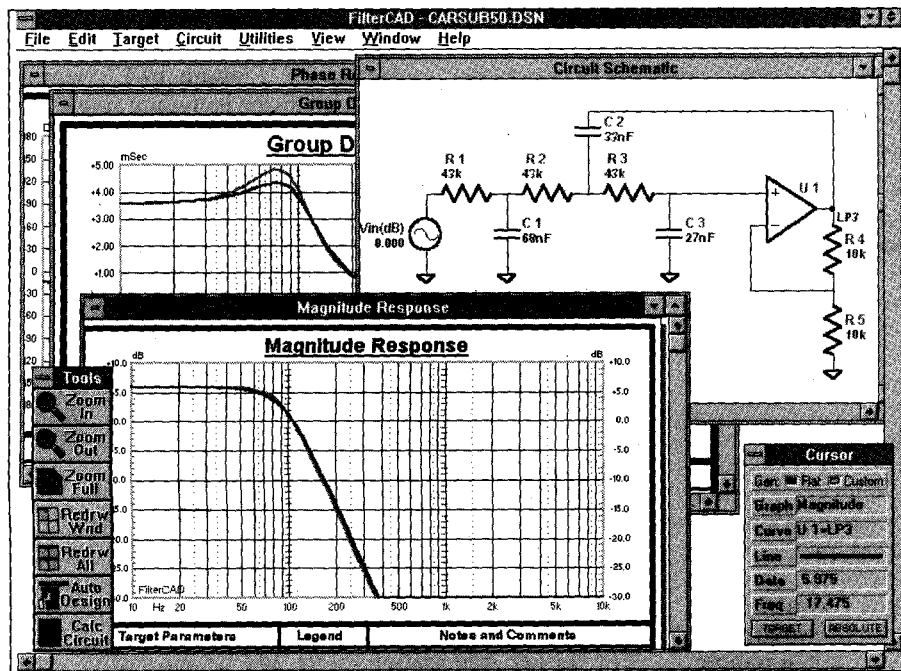 FilterCAD - CARSUB50.DSN
File Edit Target Circuit Utilities View Window Help
Phase R
Group D
Circuit Schematic
Group D
mSec
+5.00
+4.00
+3.00
+1.00
C 2
33nF
R 1
43k
R 2
43k
R 3
43k
U 1
LP3
Vin(dB)
0.000
C 1
68nF
C 3
27nF
R 4
10k
R 5
10k
Magnitude Response
Magnitude Response
dB
dB
+10.0
+5.0
0.0
-5.0
-10.0
-15.0
-20.0
-25.0
-30.0
FilterCAD
10 Hz 20 50 100 200 500 1k 2k 5k 10k
Target Parameters
Legend
Notes and Comments
Tools
Zoom In
Zoom Out
Zoom Full
Redrw Wnd
Redrw All
Auto Design
Calc Circuit
Cursor
Flat Custom
Graph Magnitude
Curve U 1-LP3
Line
Data 5.975
Freq 17.475
TARGET ABSOLUTE